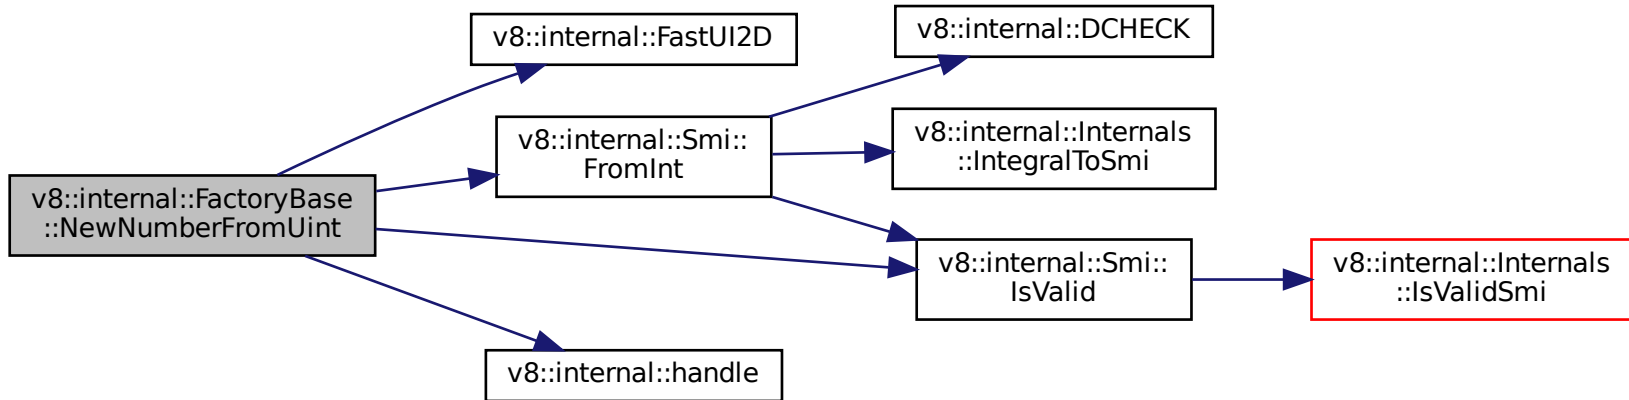 v8::internal::FastUI2D
v8::internal::DCHECK
v8::internal::Smi::
FromInt
v8::internal::Internals
::IntegralToSmi
v8::internal::FactoryBase
::NewNumberFromUint
v8::internal::Smi::
IsValid
v8::internal::Internals
::IsValidSmi
v8::internal::handle